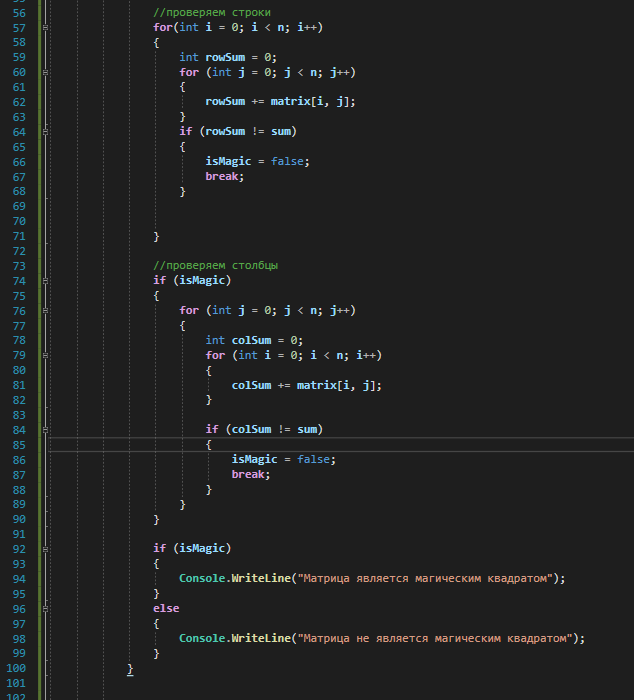 56 //проверяем строки
57 for(int i = 0; i < n; i++)
58 {
59 int rowSum = 0;
60 for (int j = 0; j < n; j++)
61 {
62 rowSum += matrix[i, j];
63 }
64 if (rowSum != sum)
65 {
66 isMagic = false;
67 break;
68 }
69
70
71 }
72
73 //проверяем столбцы
74 if (isMagic)
75 {
76 for (int j = 0; j < n; j++)
77 {
78 int colSum = 0;
79 for (int i = 0; i < n; i++)
80 {
81 colSum += matrix[i, j];
82 }
83
84 if (colSum != sum)
85 {
86 isMagic = false;
87 break;
88 }
89 }
90 }
91
92 if (isMagic)
93 {
94 Console.WriteLine("Матрица является магическим квадратом");
95 }
96 else
97 {
98 Console.WriteLine("Матрица не является магическим квадратом");
99 }
100 }
101
102